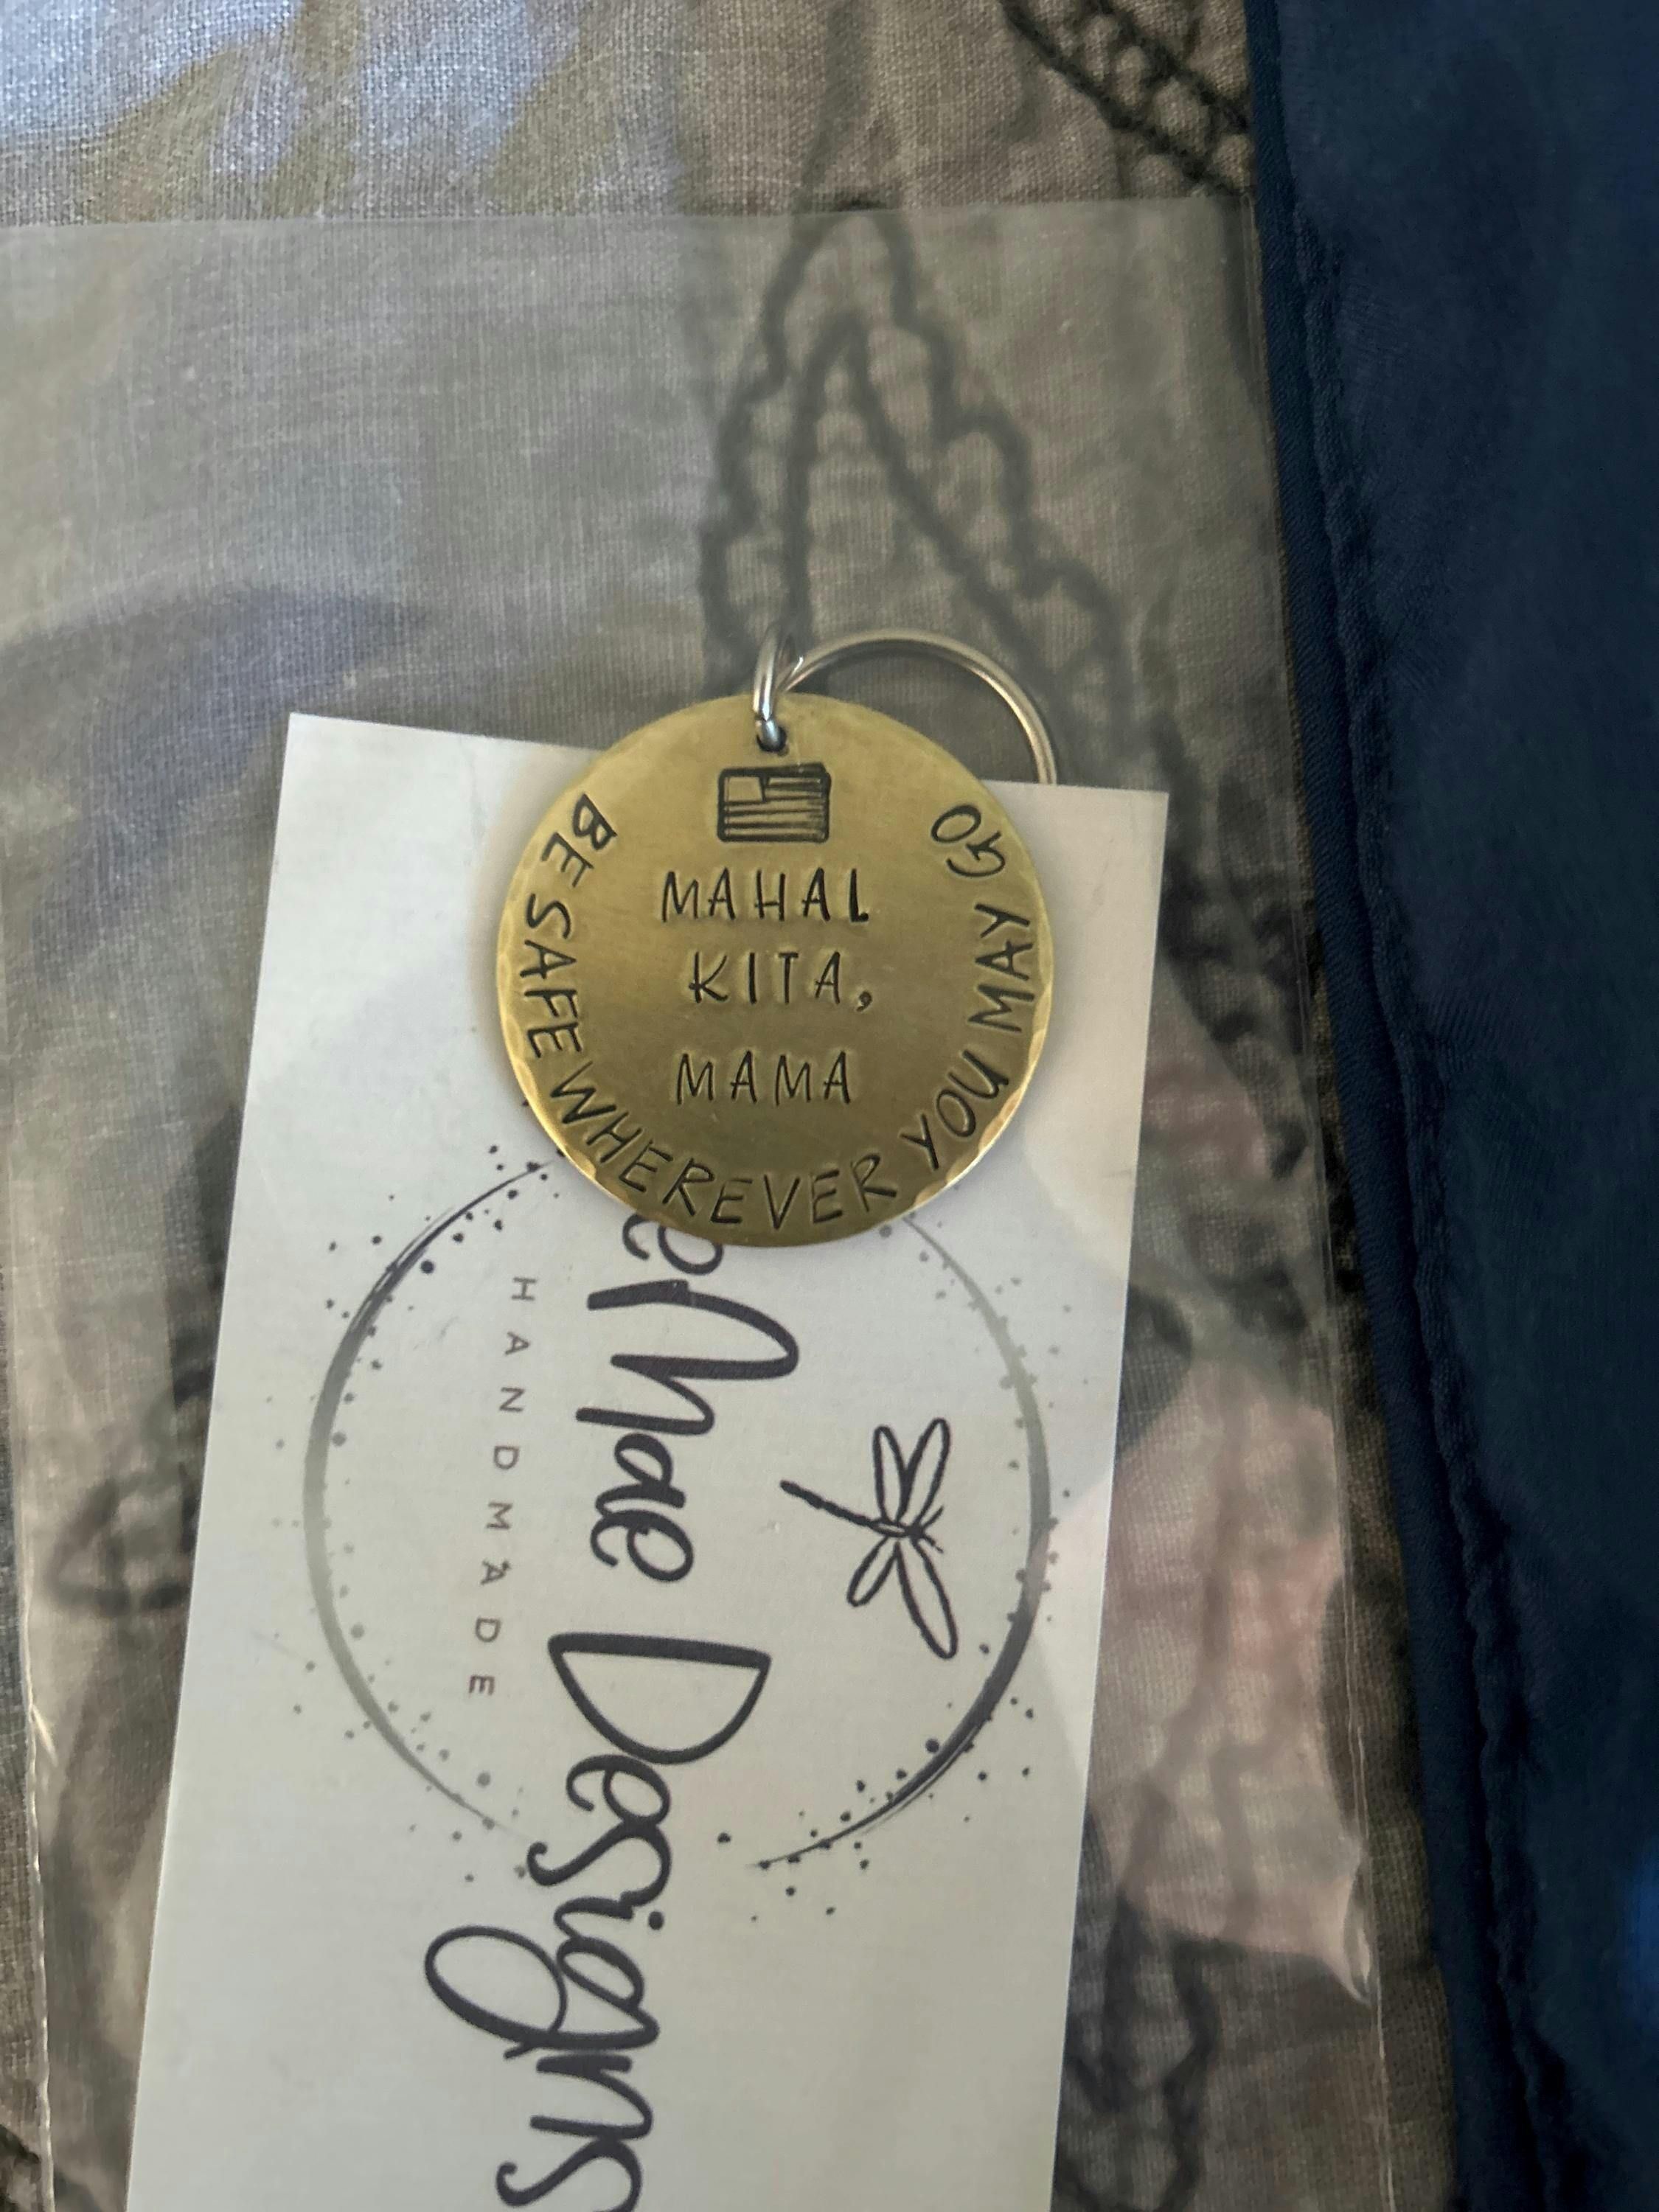 MAHAL
KITA,
MAMA
BE SAFE WHEREVER YOU MAY GO
Mae Designs
HANDMADE